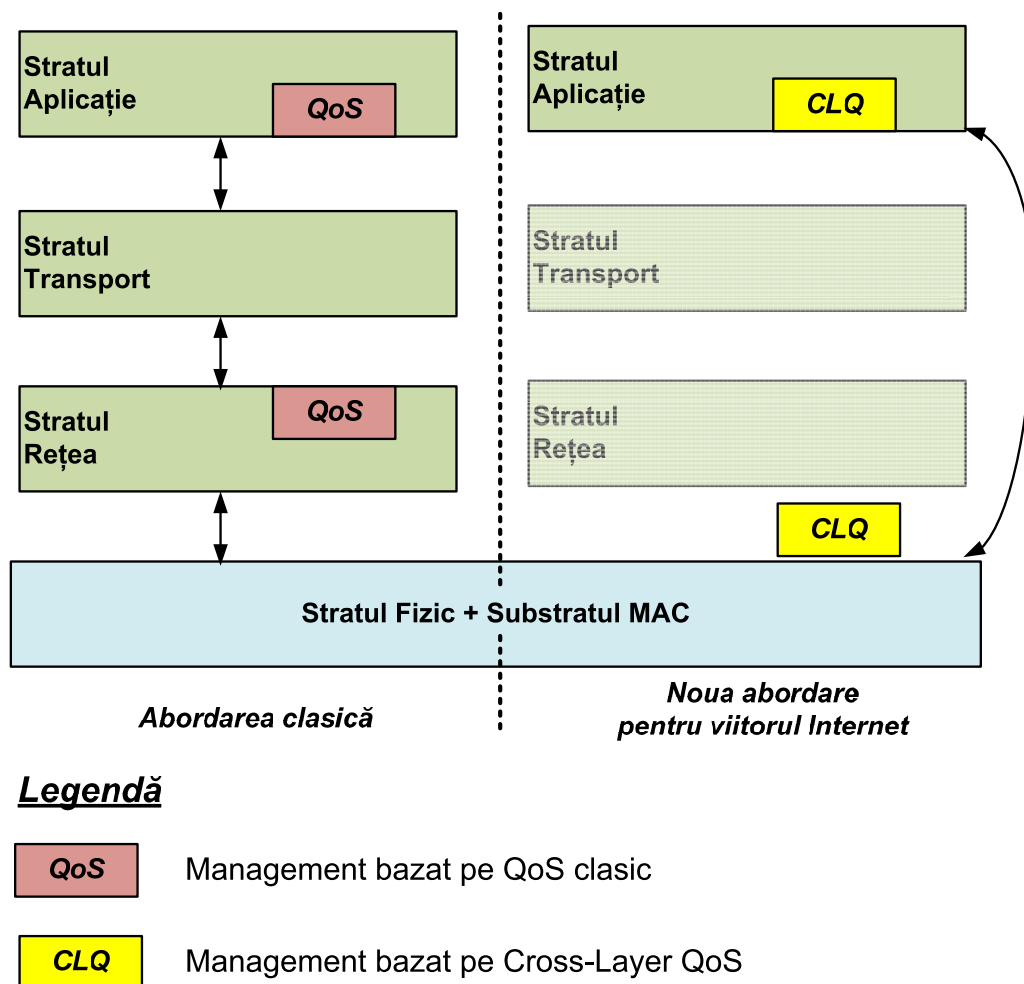 Stratul
Aplicație
QoS
Stratul
Transport
QoS
Stratul
Rețea
Stratul
Aplicație
CLQ
Stratul
Transport
Stratul
Rețea
CLQ
Stratul Fizic + Substratul MAC
Abordarea clasică
Noua abordare
pentru viitorul Internet
Legendă
QoS Management bazat pe QoS clasic
CLQ Management bazat pe Cross-Layer QoS